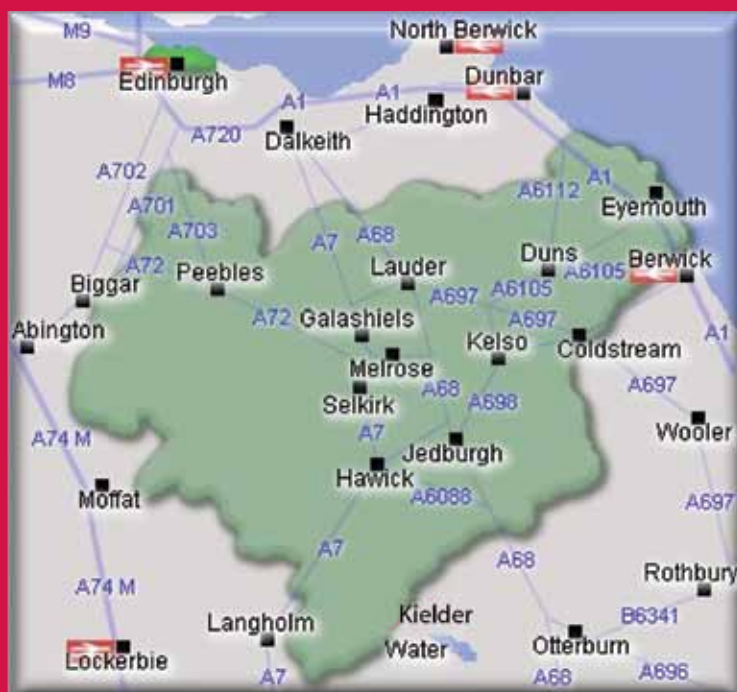 M9
North Berwick
M8
Edinburgh
Dunbar
A1
A1
Haddington
A720
Dalkeith
A702
A701
A6112
A1
Eyemouth
A703
A7
A68
Duns
A72
Peebles
Lauder
A6105
Berwick
Biggar
A697
A6105
Abington
A72
Galashiels
A697
Kelso
Coldstream
A1
Melrose
A68
Selkirk
A698
A697
Wooler
A74 M
A7
Jedburgh
Hawick
Moffat
A6088
A697
A7
A68
A74 M
Rothbury
Kielder
B6341
Langholm
Water
Otterburn
Lockerbie
A7
A68
A696